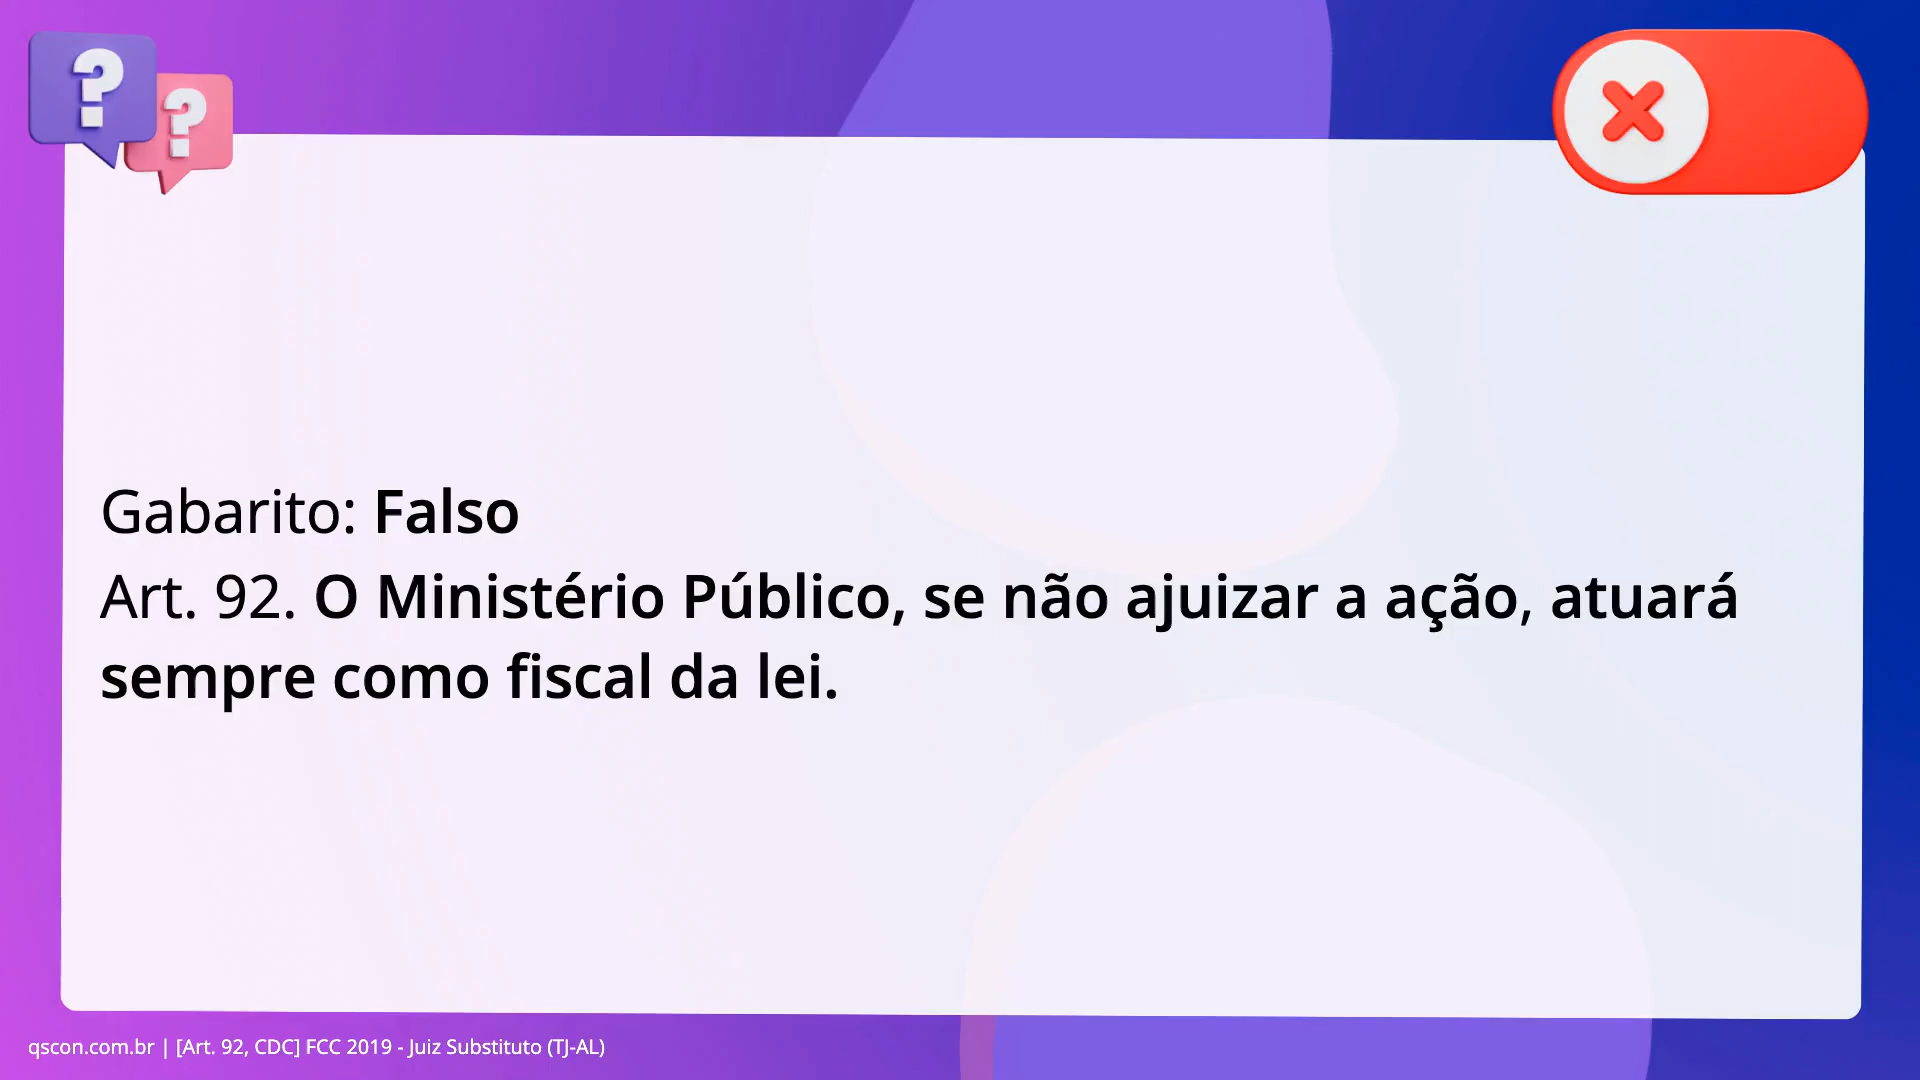 Gabarito: Falso
Art. 92. O Ministério Público, se não ajuizar a ação, atuará
sempre como fiscal da lei.
qscon.com.br | [Art. 92, CDC] FCC 2019 - Juiz Substituto (TJ-AL)